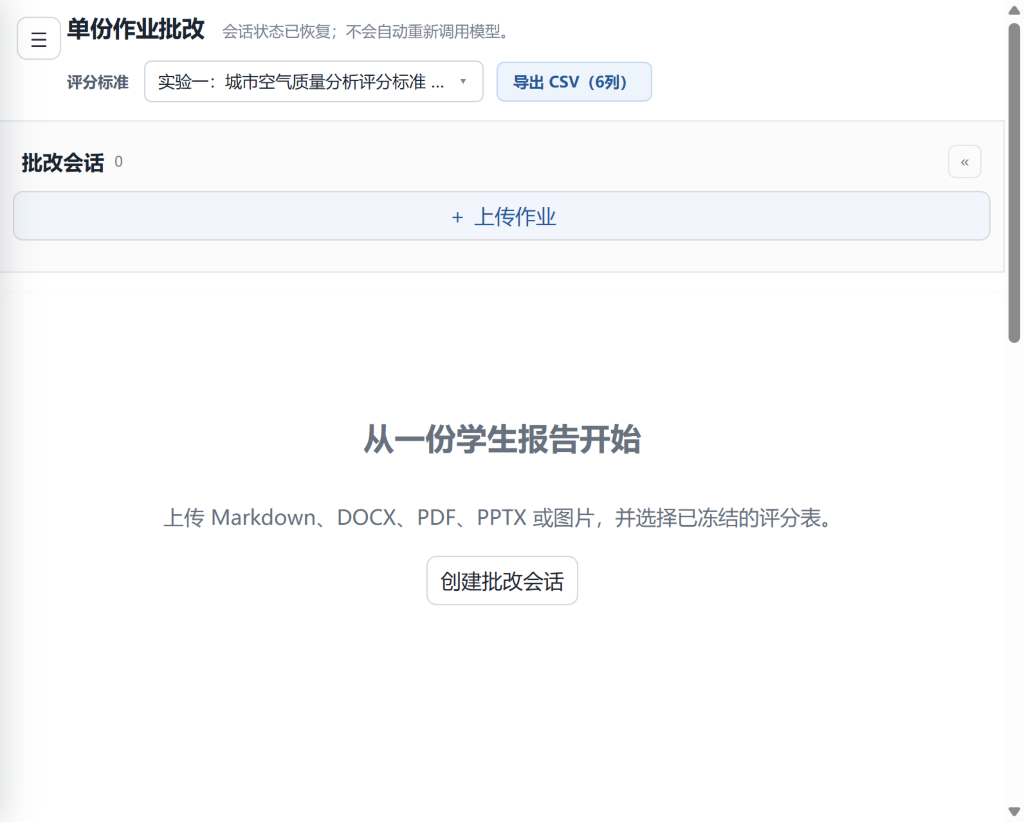 单份作业批改 会话状态已恢复；不会自动重新调用模型。
评分标准 实验一：城市空气质量分析评分标准 ... 导出 CSV（6列）
批改会话 0 «
+ 上传作业
从一份学生报告开始
上传 Markdown、DOCX、PDF、PPTX 或图片，并选择已冻结的评分表。
创建批改会话